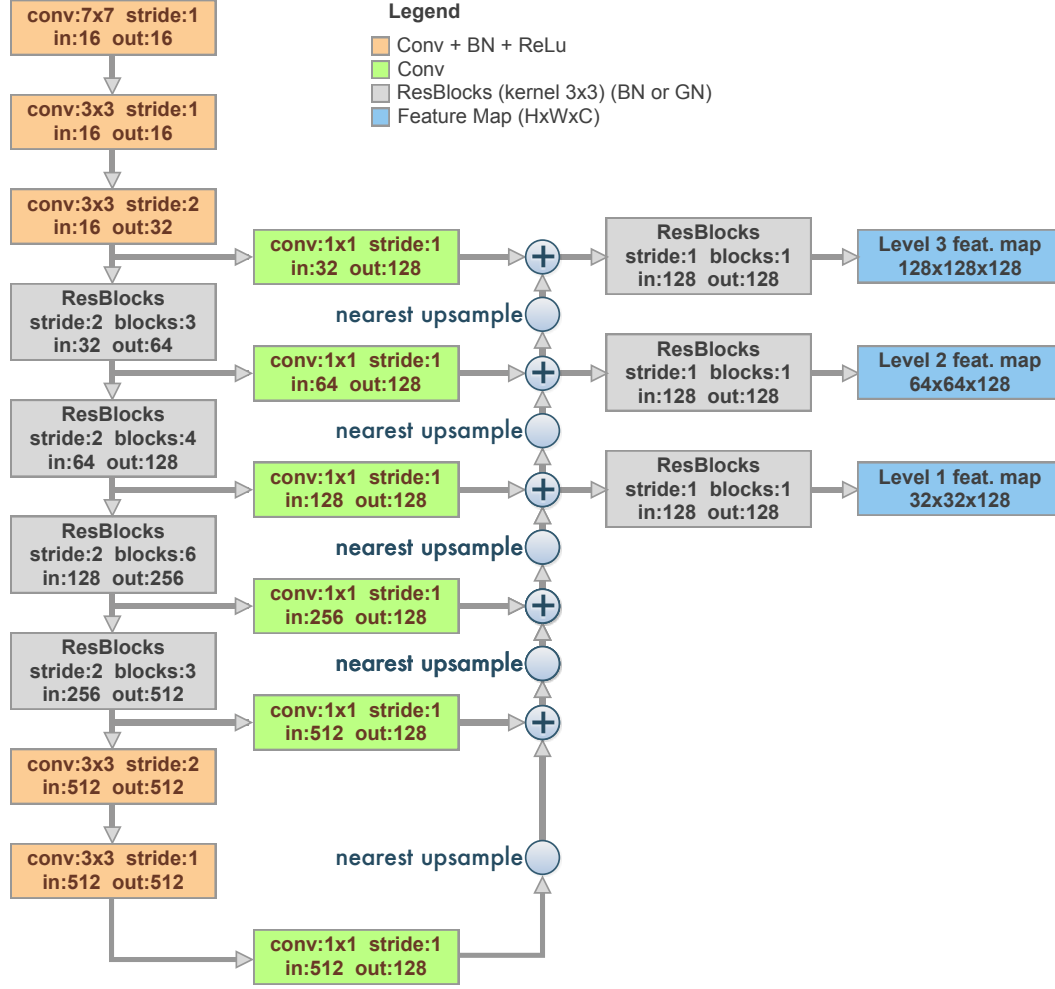 conv:7x7 stride:1
in:16 out:16
Legend
Conv + BN + ReLu
Conv
ResBlocks (kernel 3x3) (BN or GN)
Feature Map (HxWxC)
conv:3x3 stride:1
in:16 out:16
conv:3x3 stride:2
in:16 out:32
conv:1x1 stride:1
in:32 out:128
ResBlocks
stride:1 blocks:1
in:128 out:128
Level 3 feat. map
128x128x128
nearest upsample
ResBlocks
stride:2 blocks:3
in:32 out:64
conv:1x1 stride:1
in:64 out:128
ResBlocks
stride:1 blocks:1
in:128 out:128
Level 2 feat. map
64x64x128
nearest upsample
ResBlocks
stride:2 blocks:4
in:64 out:128
conv:1x1 stride:1
in:128 out:128
ResBlocks
stride:1 blocks:1
in:128 out:128
Level 1 feat. map
32x32x128
nearest upsample
ResBlocks
stride:2 blocks:6
in:128 out:256
conv:1x1 stride:1
in:256 out:128
nearest upsample
ResBlocks
stride:2 blocks:3
in:256 out:512
conv:1x1 stride:1
in:512 out:128
conv:3x3 stride:2
in:512 out:512
nearest upsample
conv:3x3 stride:1
in:512 out:512
conv:1x1 stride:1
in:512 out:128